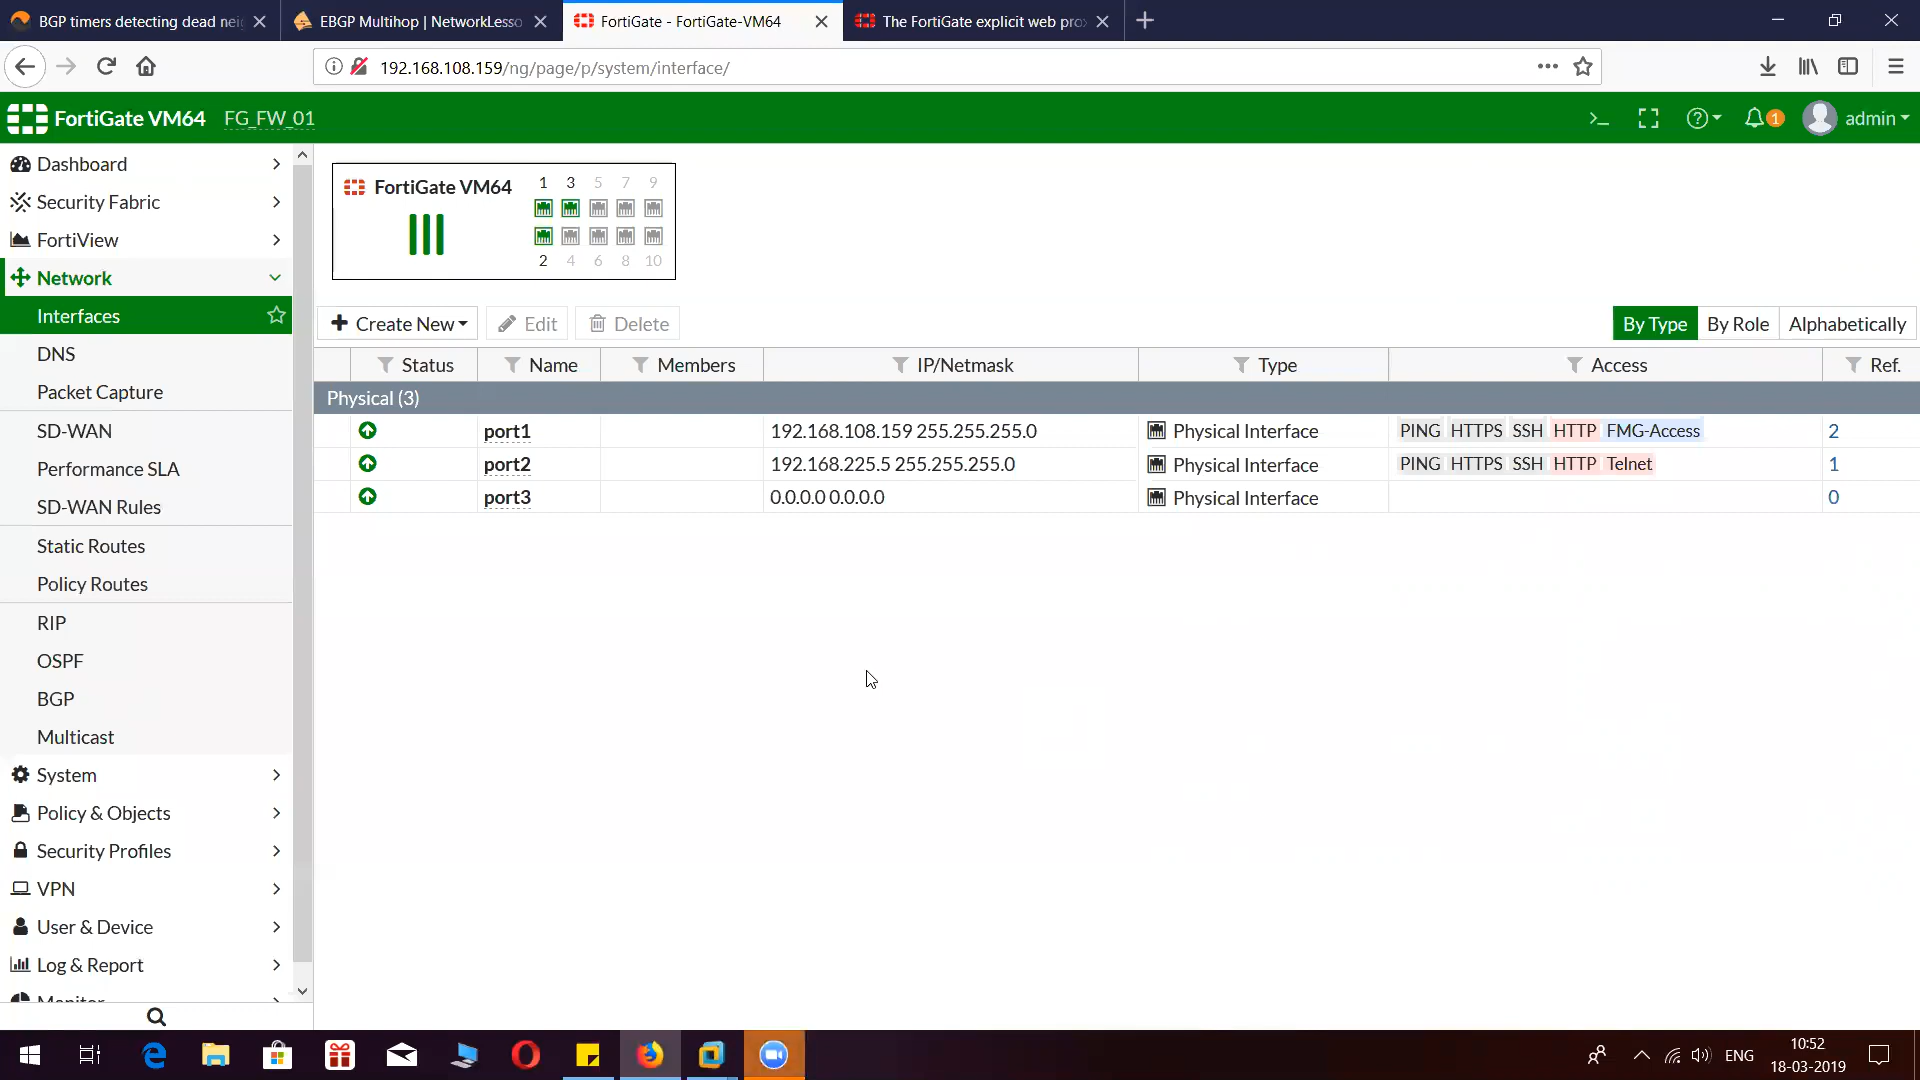 BGP timers detecting dead nei
EBGP Multihop | NetworkLesso
FortiGate - FortiGate-VM64
The FortiGate explicit web pro
192.168.108.159/ng/page/p/system/interface/
FortiGate VM64 FG_FW_01
>_ ? 1 admin
Dashboard
Security Fabric
FortiView
Network
Interfaces
DNS
Packet Capture
SD-WAN
Performance SLA
SD-WAN Rules
Static Routes
Policy Routes
RIP
OSPF
BGP
Multicast
System
Policy & Objects
Security Profiles
VPN
User & Device
Log & Report
Monitor
FortiGate VM64
1 3 5 7 9
2 4 6 8 10
Create New Edit Delete
By Type By Role Alphabetically
Status Name Members IP/Netmask Type Access Ref.
Physical (3)
port1 192.168.108.159 255.255.255.0 Physical Interface PING HTTPS SSH HTTP FMG-Access 2
port2 192.168.225.5 255.255.255.0 Physical Interface PING HTTPS SSH HTTP Telnet 1
port3 0.0.0.0 0.0.0.0 Physical Interface 0
ENG
10:52
18-03-2019